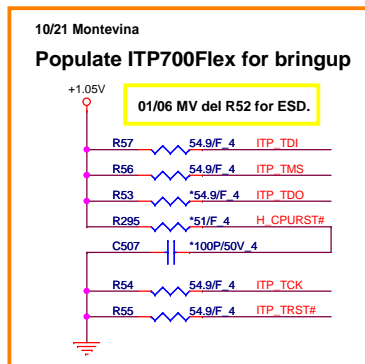 10/21 Montevina
Populate ITP700Flex for bringup
+1.05V
01/06 MV del R52 for ESD.
R57 54.9/F_4 ITP_TDI
R56 54.9/F_4 ITP_TMS
R53 *54.9/F_4 ITP_TDO
R295 *51/F_4 H_CPURST#
C507 *100P/50V_4
R54 54.9/F_4 ITP_TCK
R55 54.9/F_4 ITP_TRST#